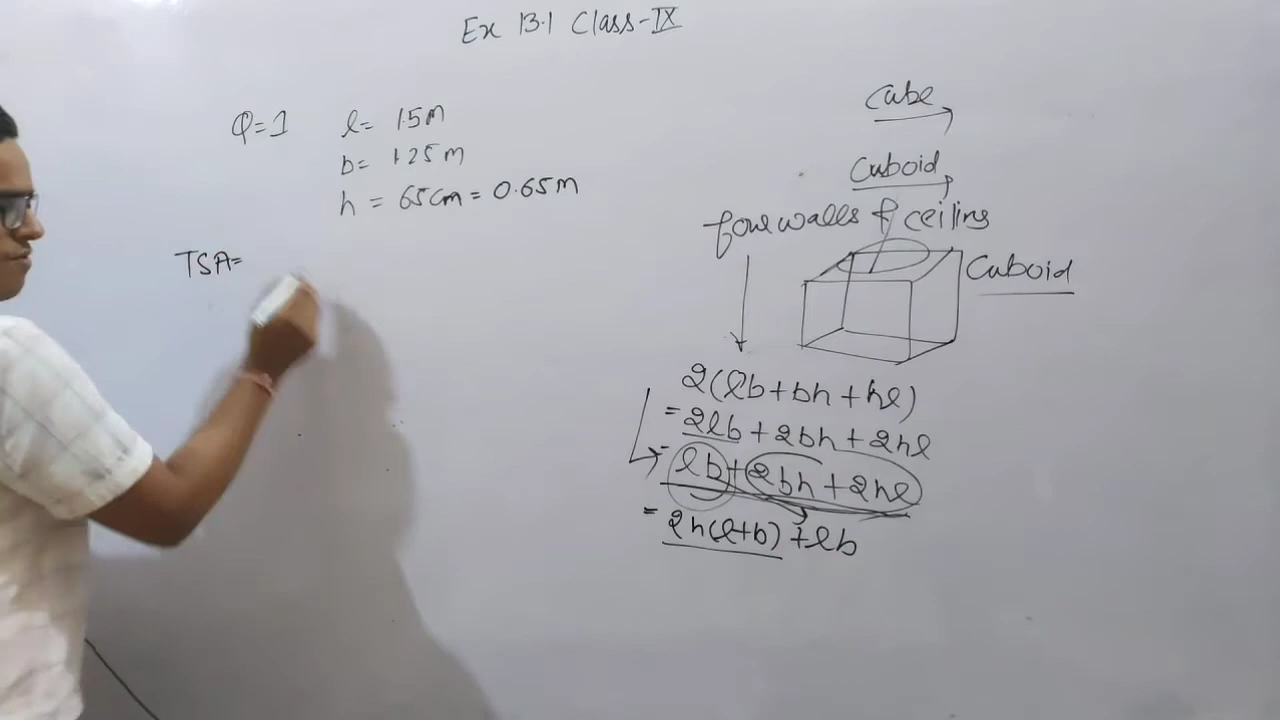 Ex 13.1 Class-IX
Q=1 l= 1.5m
b= 1.25m
h = 65cm = 0.65m
TSA=
Cube
Cuboid
four walls & ceiling
Cuboid
2(lb+bh+hl)
= 2lb+2bh+2hl
= lb+2bh+2hl
= 2h(l+b)+lb